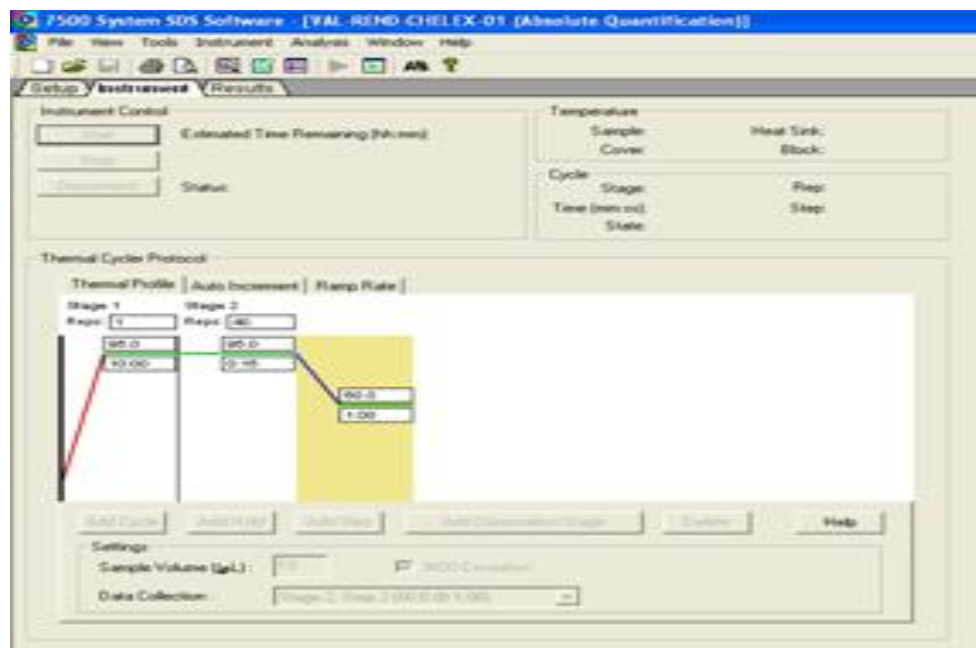 7500 System SDS Software - [VAL-REND-CHELEX-01 (Absolute Quantification)]
File View Tools Instrument Analysis Window Help
Setup Instrument Results
Instrument Control
Estimated Time Remaining (hh:mm):
Status:
Temperature
Sample: Heat Sink:
Cover: Block:
Cycle
Stage: Rep:
Time (mm:ss): Step:
State:
Thermal Cycler Protocol
Thermal Profile Auto Increment Ramp Rate
Stage 1 Stage 2
Reps: 1 Reps: 40
95.0 95.0
10:00 0:15
60.0
1:00
Add Cycle Add Hold Add Step Add Dissociation Stage Delete Help
Settings
Sample Volume (µL) :
Data Collection : Stage 2, Step 2 (60.0 @ 1:00)